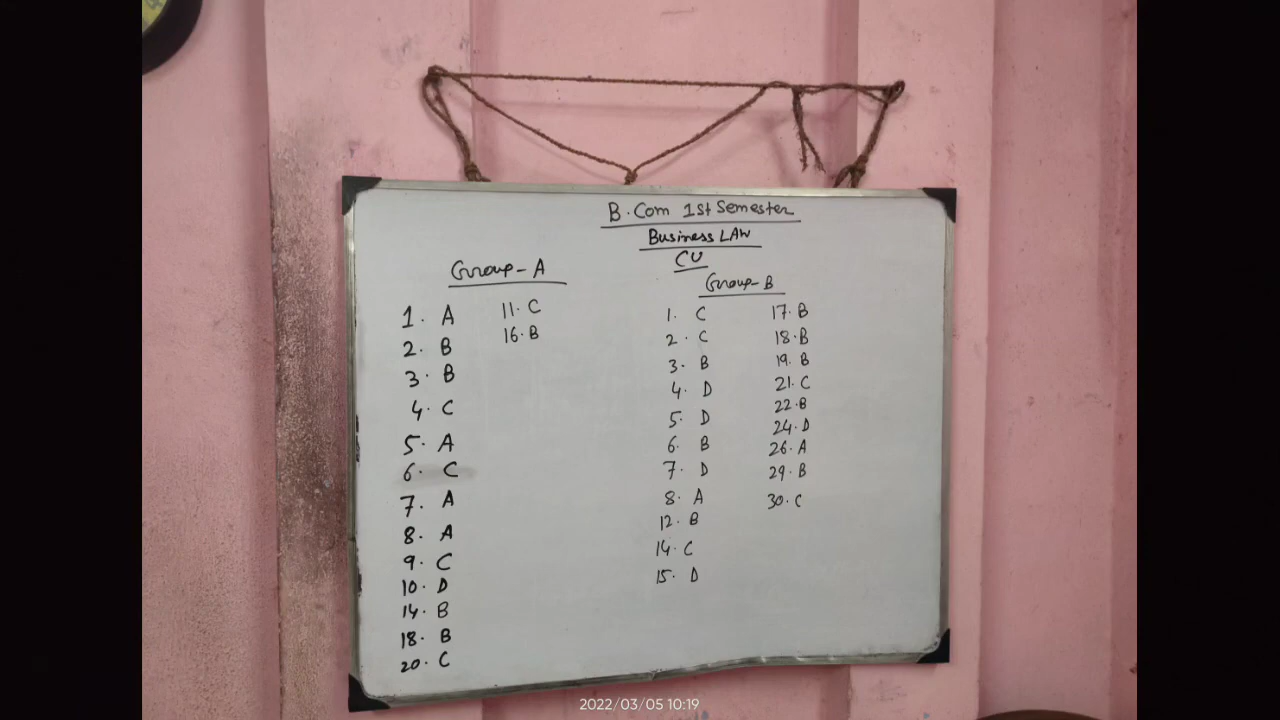 B.Com 1st Semester
Business LAW
CU
Group-A
1. A
2. B
3. B
4. C
5. A
6. C
7. A
8. A
9. C
10. D
14. B
18. B
20. C
11. C
16. B
Group-B
1. C
2. C
3. B
4. D
5. D
6. B
7. D
8. A
12. B
14. C
15. D
17. B
18. B
19. B
21. C
22. B
24. D
26. A
29. B
30. C
2022/03/05 10:19